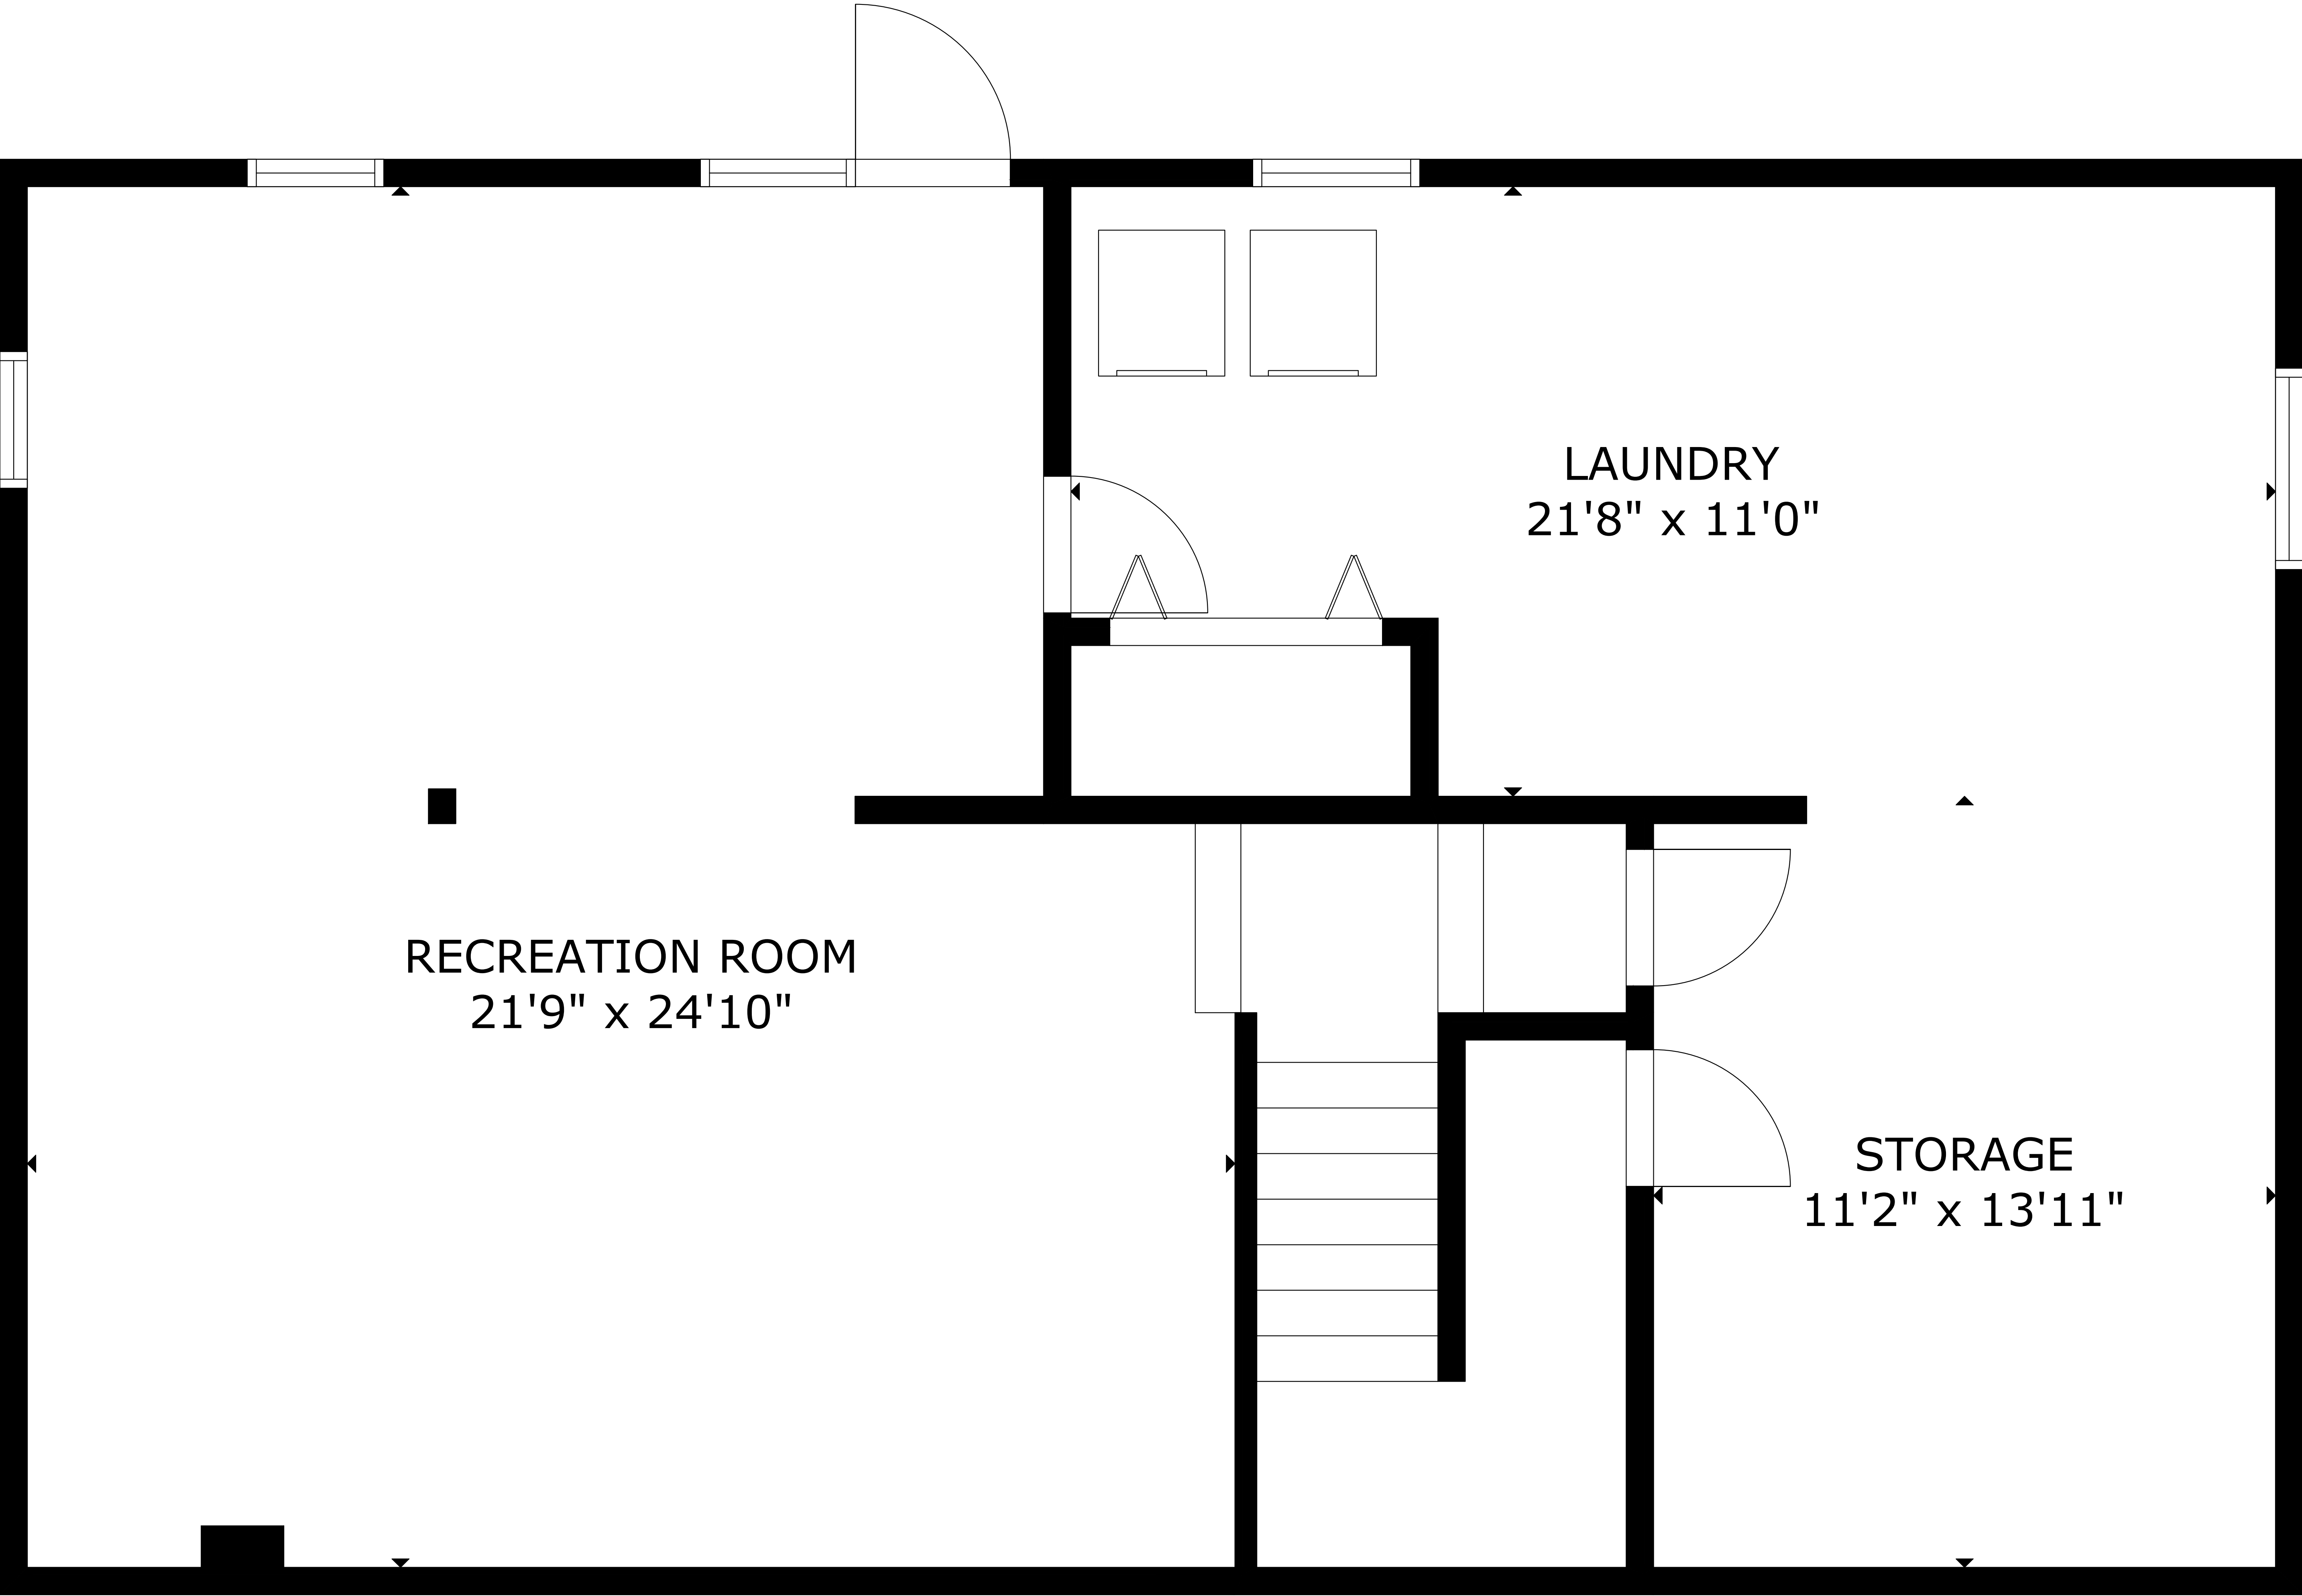 LAUNDRY
21'8" x 11'0"
RECREATION ROOM
21'9" x 24'10"
STORAGE
11'2" x 13'11"